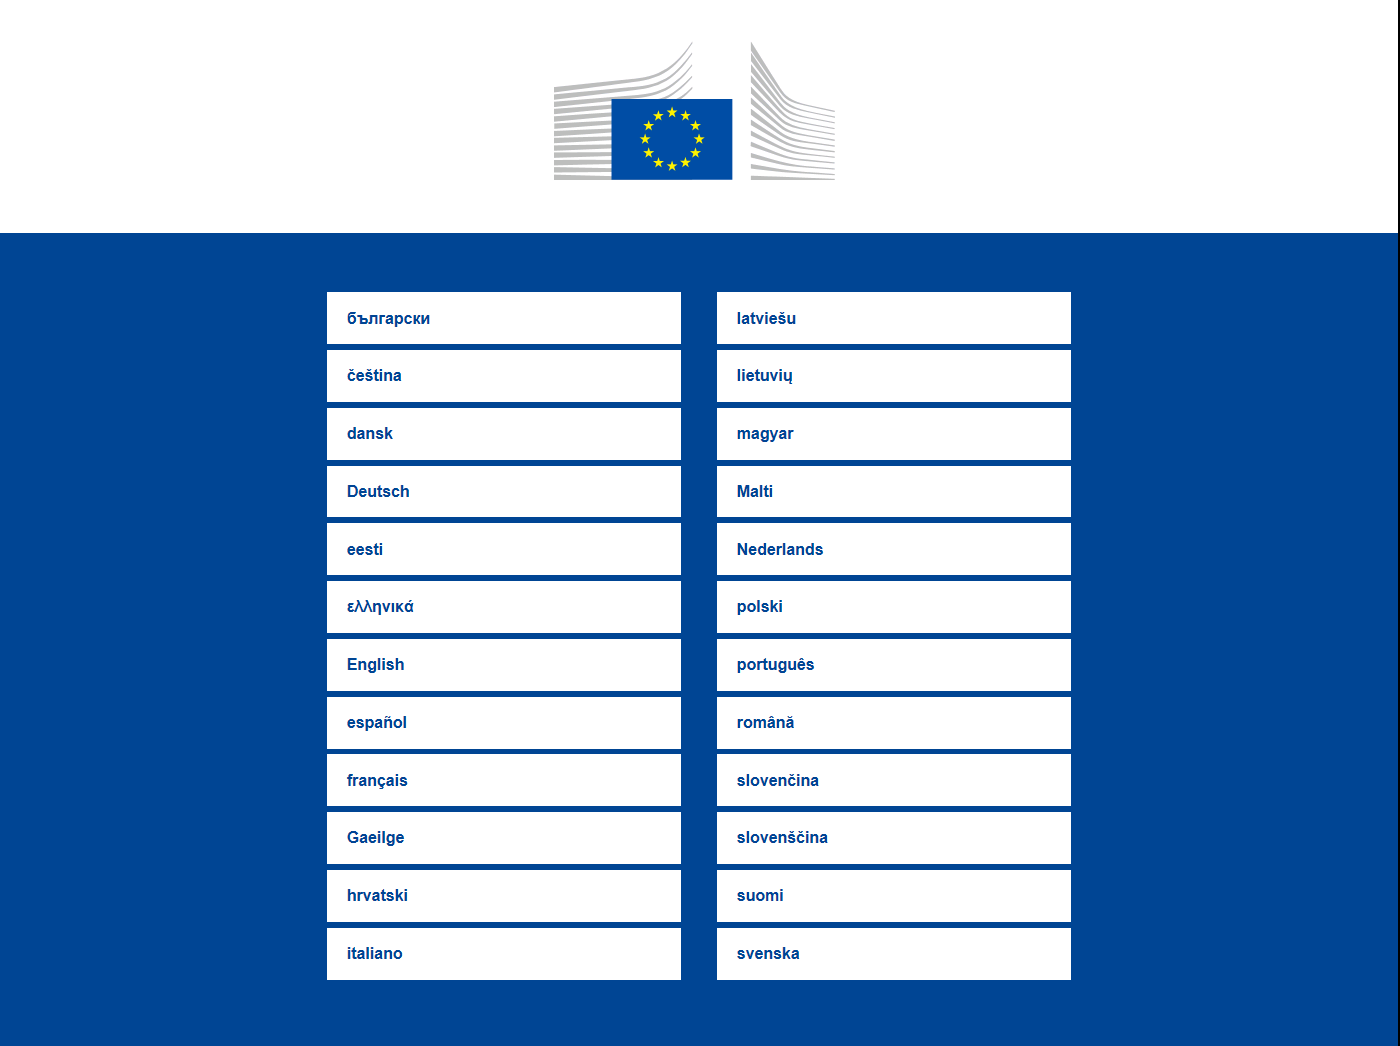 български
čeština
dansk
Deutsch
eesti
ελληνικά
English
español
français
Gaeilge
hrvatski
italiano
latviešu
lietuvių
magyar
Malti
Nederlands
polski
português
română
slovenčina
slovenščina
suomi
svenska